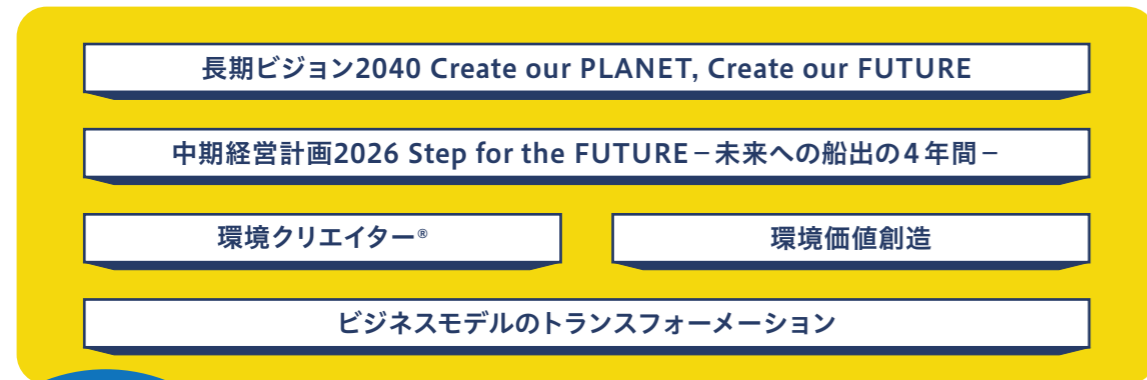 長期ビジョン2040 Create our PLANET, Create our FUTURE
中期経営計画2026 Step for the FUTURE－未来への船出の4年間－
環境クリエイター®
環境価値創造
ビジネスモデルのトランスフォーメーション